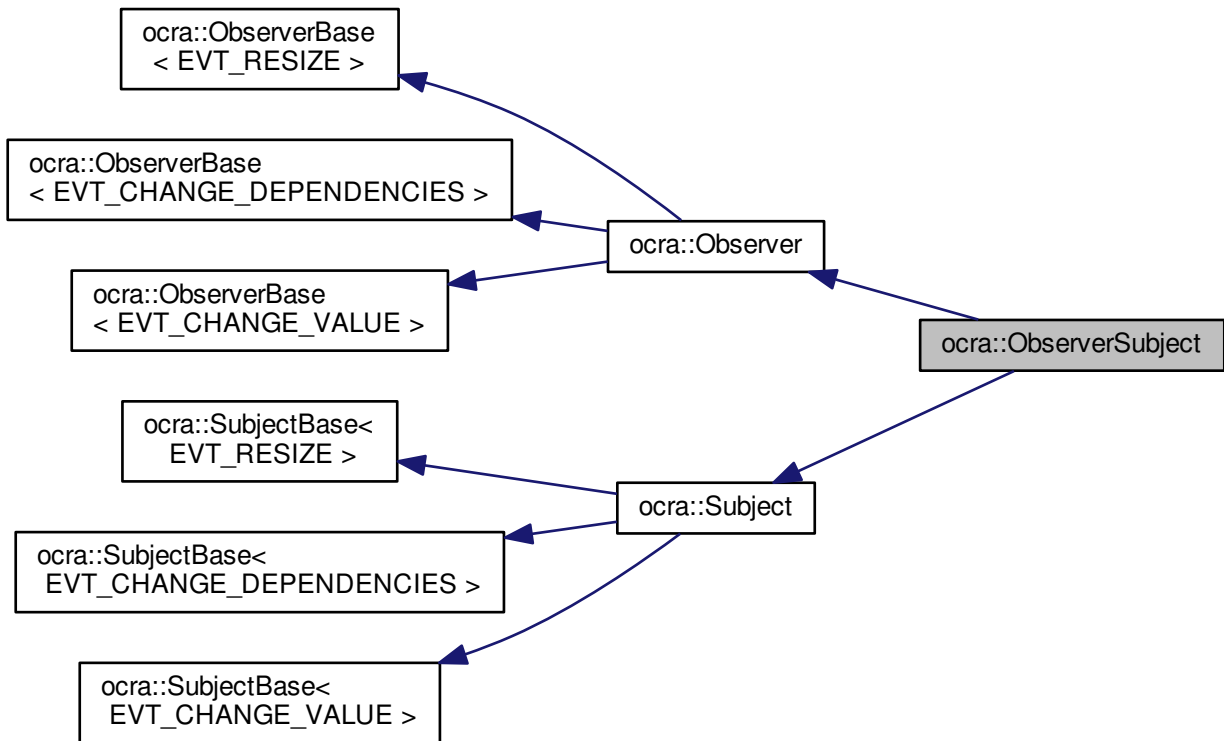 ocra::ObserverBase
< EVT_RESIZE >
ocra::ObserverBase
< EVT_CHANGE_DEPENDENCIES >
ocra::Observer
ocra::ObserverBase
< EVT_CHANGE_VALUE >
ocra::ObserverSubject
ocra::SubjectBase<
EVT_RESIZE >
ocra::Subject
ocra::SubjectBase<
EVT_CHANGE_DEPENDENCIES >
ocra::SubjectBase<
EVT_CHANGE_VALUE >